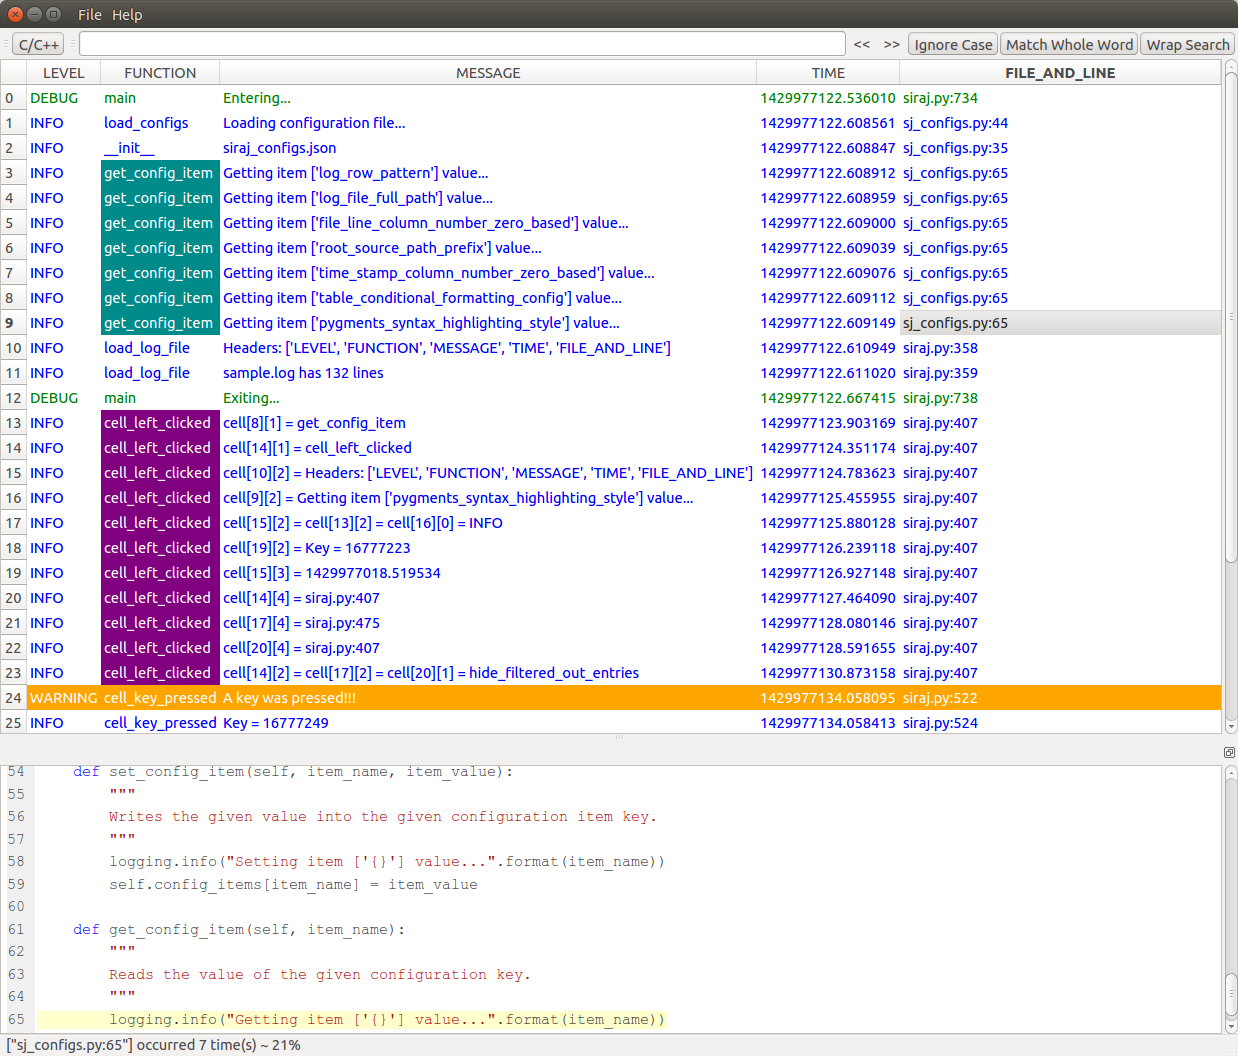 File Help
C/C++ << >> Ignore Case Match Whole Word Wrap Search
LEVEL FUNCTION MESSAGE TIME FILE_AND_LINE
0 DEBUG main Entering... 1429977122.536010 siraj.py:734
1 INFO load_configs Loading configuration file... 1429977122.608561 sj_configs.py:44
2 INFO __init__ siraj_configs.json 1429977122.608847 sj_configs.py:35
3 INFO get_config_item Getting item ['log_row_pattern'] value... 1429977122.608912 sj_configs.py:65
4 INFO get_config_item Getting item ['log_file_full_path'] value... 1429977122.608959 sj_configs.py:65
5 INFO get_config_item Getting item ['file_line_column_number_zero_based'] value... 1429977122.609000 sj_configs.py:65
6 INFO get_config_item Getting item ['root_source_path_prefix'] value... 1429977122.609039 sj_configs.py:65
7 INFO get_config_item Getting item ['time_stamp_column_number_zero_based'] value... 1429977122.609076 sj_configs.py:65
8 INFO get_config_item Getting item ['table_conditional_formatting_config'] value... 1429977122.609112 sj_configs.py:65
9 INFO get_config_item Getting item ['pygments_syntax_highlighting_style'] value... 1429977122.609149 sj_configs.py:65
10 INFO load_log_file Headers: ['LEVEL', 'FUNCTION', 'MESSAGE', 'TIME', 'FILE_AND_LINE'] 1429977122.610949 siraj.py:358
11 INFO load_log_file sample.log has 132 lines 1429977122.611020 siraj.py:359
12 DEBUG main Exiting... 1429977122.667415 siraj.py:738
13 INFO cell_left_clicked cell[8][1] = get_config_item 1429977123.903169 siraj.py:407
14 INFO cell_left_clicked cell[14][1] = cell_left_clicked 1429977124.351174 siraj.py:407
15 INFO cell_left_clicked cell[10][2] = Headers: ['LEVEL', 'FUNCTION', 'MESSAGE', 'TIME', 'FILE_AND_LINE'] 1429977124.783623 siraj.py:407
16 INFO cell_left_clicked cell[9][2] = Getting item ['pygments_syntax_highlighting_style'] value... 1429977125.455955 siraj.py:407
17 INFO cell_left_clicked cell[15][2] = cell[13][2] = cell[16][0] = INFO 1429977125.880128 siraj.py:407
18 INFO cell_left_clicked cell[19][2] = Key = 16777223 1429977126.239118 siraj.py:407
19 INFO cell_left_clicked cell[15][3] = 1429977018.519534 1429977126.927148 siraj.py:407
20 INFO cell_left_clicked cell[14][4] = siraj.py:407 1429977127.464090 siraj.py:407
21 INFO cell_left_clicked cell[17][4] = siraj.py:475 1429977128.080146 siraj.py:407
22 INFO cell_left_clicked cell[20][4] = siraj.py:407 1429977128.591655 siraj.py:407
23 INFO cell_left_clicked cell[14][2] = cell[17][2] = cell[20][1] = hide_filtered_out_entries 1429977130.873158 siraj.py:407
24 WARNING cell_key_pressed A key was pressed!!! 1429977134.058095 siraj.py:522
25 INFO cell_key_pressed Key = 16777249 1429977134.058413 siraj.py:524
54 def set_config_item(self, item_name, item_value):
55 """
56 Writes the given value into the given configuration item key.
57 """
58 logging.info("Setting item ['{}'] value...".format(item_name))
59 self.config_items[item_name] = item_value
60
61 def get_config_item(self, item_name):
62 """
63 Reads the value of the given configuration key.
64 """
65 logging.info("Getting item ['{}'] value...".format(item_name))
["sj_configs.py:65"] occurred 7 time(s) ~ 21%